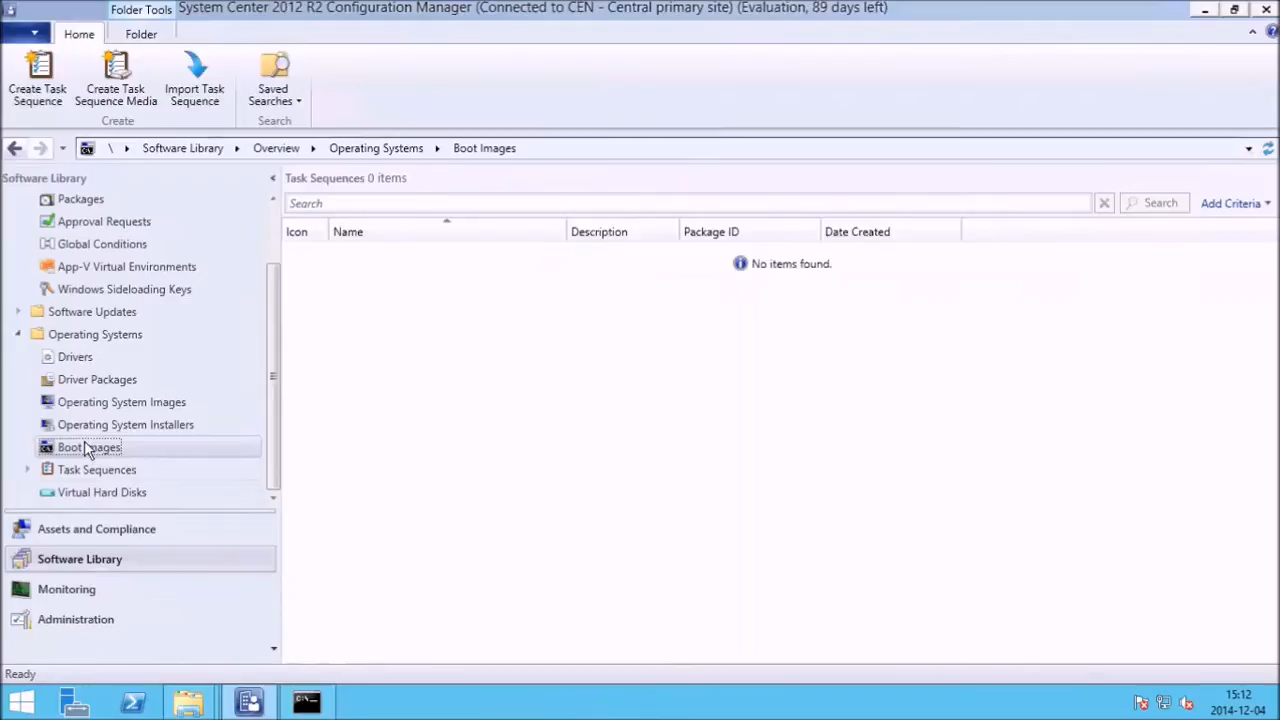 Folder Tools
System Center 2012 R2 Configuration Manager (Connected to CEN - Central primary site) (Evaluation, 89 days left)
Home
Folder
Create Task
Sequence
Create Task
Sequence Media
Import Task
Sequence
Saved
Searches
Create
Search
\ Software Library Overview Operating Systems Boot Images
Software Library
Packages
Approval Requests
Global Conditions
App-V Virtual Environments
Windows Sideloading Keys
Software Updates
Operating Systems
Drivers
Driver Packages
Operating System Images
Operating System Installers
Boot Images
Task Sequences
Virtual Hard Disks
Assets and Compliance
Software Library
Monitoring
Administration
Task Sequences 0 items
Search
Search
Add Criteria
Icon Name Description Package ID Date Created
No items found.
Ready
15:12
2014-12-04